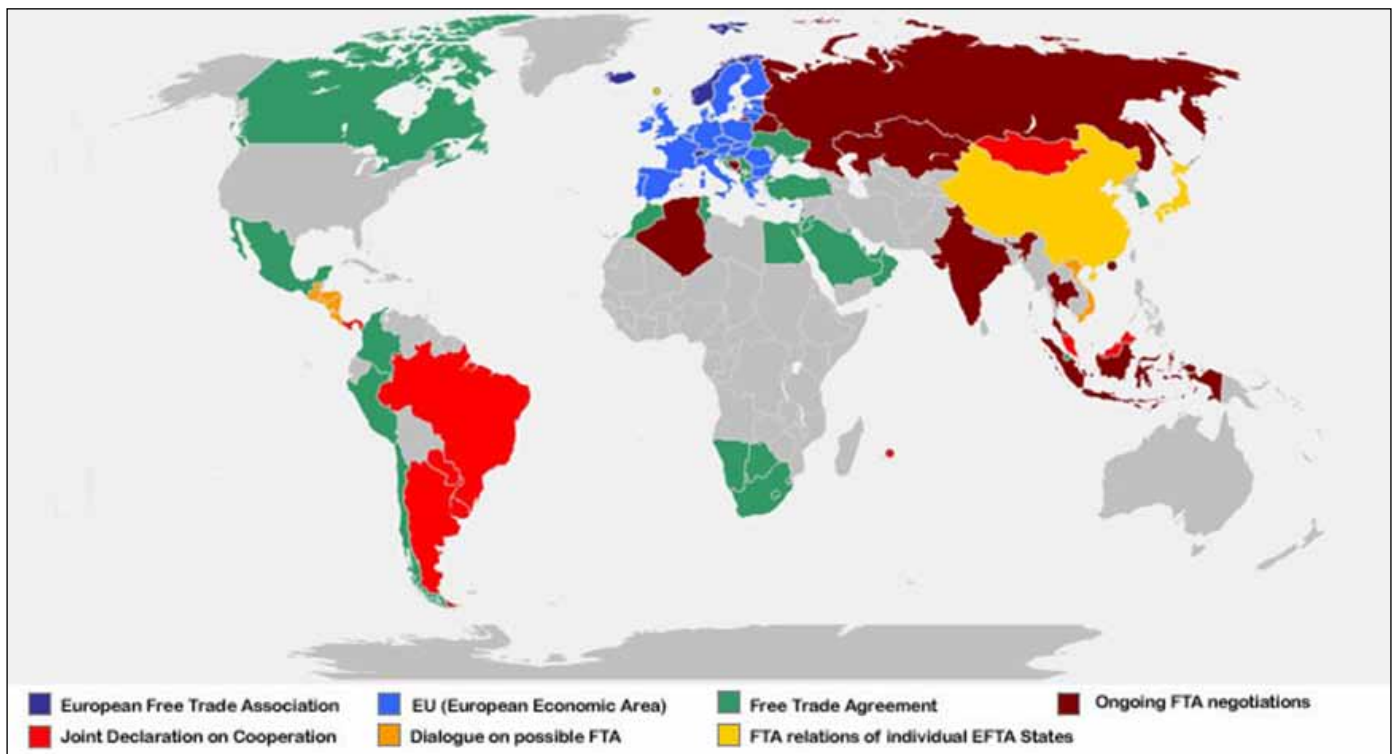 European Free Trade Association
EU (European Economic Area)
Free Trade Agreement
Ongoing FTA negotiations
Joint Declaration on Cooperation
Dialogue on possible FTA
FTA relations of individual EFTA States